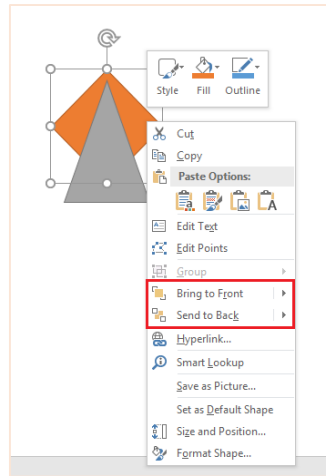 Style Fill Outline
Cut
Copy
Paste Options:
a A
Edit Text
Edit Points
Group
Bring to Front
Send to Back
Hyperlink...
Smart Lookup
Save as Picture...
Set as Default Shape
Size and Position...
Format Shape...